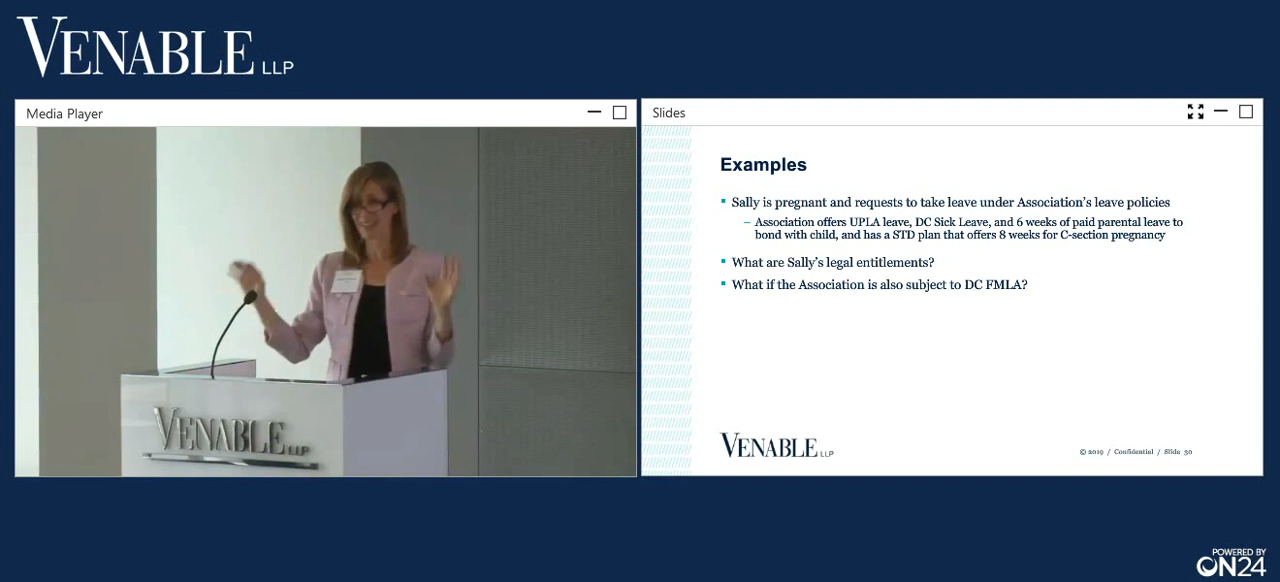 VENABLE LLP
Media Player
VENABLE LLP
Slides
Examples
Sally is pregnant and requests to take leave under Association's leave policies
– Association offers UPLA leave, DC Sick Leave, and 6 weeks of paid parental leave to
bond with child, and has a STD plan that offers 8 weeks for C-section pregnancy
What are Sally's legal entitlements?
What if the Association is also subject to DC FMLA?
VENABLE LLP
© 2019 / Confidential / Slide 30
POWERED BY
ON24